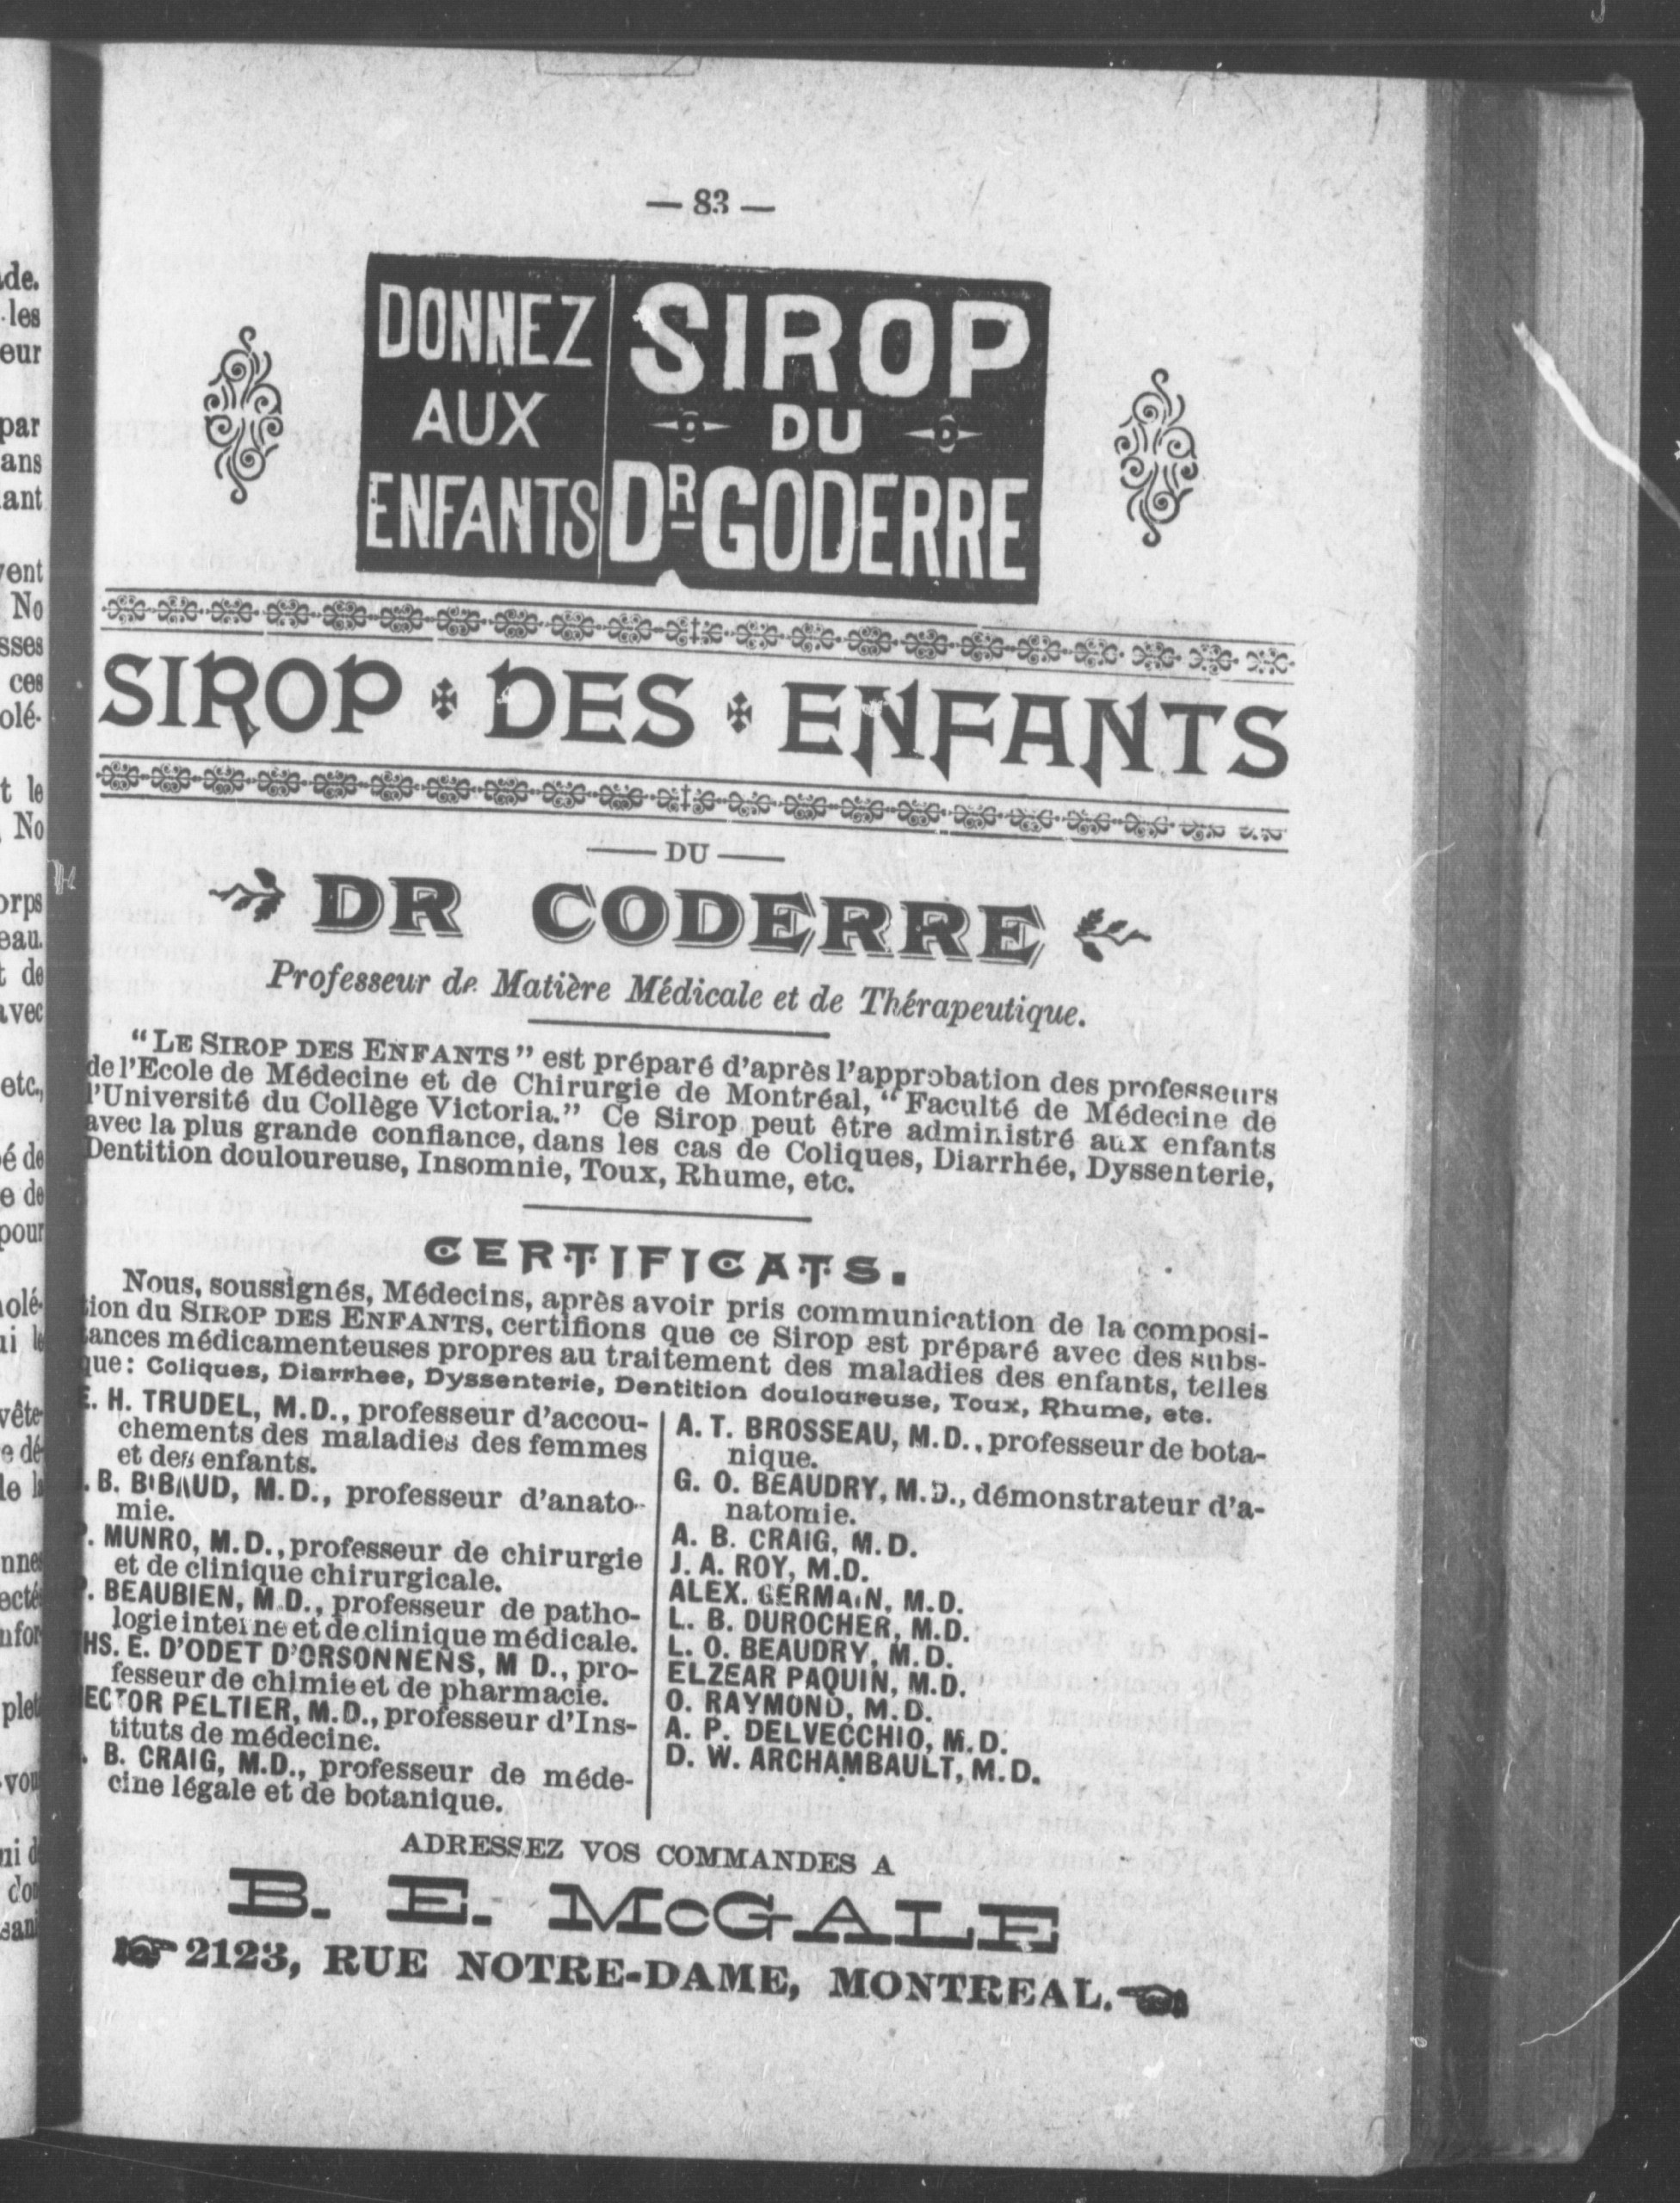 — 83 —
DONNEZ
AUX
ENFANTS
SIROP
DU
DR GODERRE
SIROP DES ENFANTS
— DU —
DR CODERRE
Professeur de Matière Médicale et de Thérapeutique.
"LE SIROP DES ENFANTS" est préparé d'après l'approbation des professeurs
de l'Ecole de Médecine et de Chirurgie de Montréal, "Faculté de Médecine de
l'Université du Collège Victoria." Ce Sirop peut être administré aux enfants
avec la plus grande confiance, dans les cas de Coliques, Diarrhée, Dyssenterie,
Dentition douloureuse, Insomnie, Toux, Rhume, etc.
CERTIFICATS.
Nous, soussignés, Médecins, après avoir pris communication de la composi-
tion du SIROP DES ENFANTS, certifions que ce Sirop est préparé avec des subs-
tances médicamenteuses propres au traitement des maladies des enfants, telles
que: Coliques, Diarrhee, Dyssenterie, Dentition douloureuse, Toux, Rhume, etc.
E. H. TRUDEL, M.D., professeur d'accou-
chements des maladies des femmes
et des enfants.
. B. BIBAUD, M.D., professeur d'anato-
mie.
P. MUNRO, M.D., professeur de chirurgie
et de clinique chirurgicale.
P. BEAUBIEN, M.D., professeur de patho-
logie interne et de clinique médicale.
HS. E. D'ODET D'ORSONNENS, M D., pro-
fesseur de chimie et de pharmacie.
ECTOR PELTIER, M.D., professeur d'Ins-
tituts de médecine.
. B. CRAIG, M.D., professeur de méde-
cine légale et de botanique.
A. T. BROSSEAU, M.D., professeur de bota-
nique.
G. O. BEAUDRY, M.D., démonstrateur d'a-
natomie.
A. B. CRAIG, M.D.
J. A. ROY, M.D.
ALEX. GERMAIN, M.D.
L. B. DUROCHER, M.D.
L. O. BEAUDRY, M.D.
ELZEAR PAQUIN, M.D.
O. RAYMOND, M.D.
A. P. DELVECCHIO, M.D.
D. W. ARCHAMBAULT, M.D.
ADRESSEZ VOS COMMANDES A
B. E. McGALE
2123, RUE NOTRE-DAME, MONTREAL.